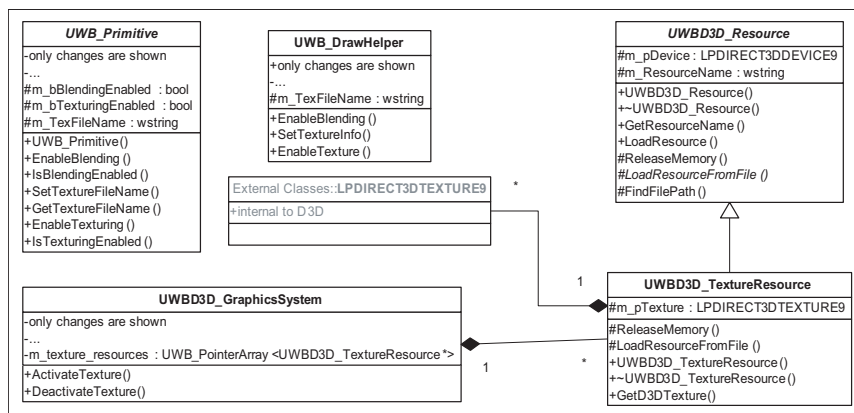 UWB_Primitive
-only changes are shown
-...
#m_bBlendingEnabled : bool
#m_bTexturingEnabled : bool
#m_TexFileName : wstring
+UWB_Primitive()
+EnableBlending()
+IsBlendingEnabled()
+SetTextureFileName()
+GetTextureFileName()
+EnableTexturing()
+IsTexturingEnabled()
UWB_DrawHelper
+only changes are shown
-...
#m_TexFileName : wstring
+EnableBlending()
+SetTextureInfo()
+EnableTexture()
External Classes::LPDIRECT3DTEXTURE9
+internal to D3D
*
1
UWBD3D_Resource
#m_pDevice : LPDIRECT3DDEVICE9
#m_ResourceName : wstring
+UWBD3D_Resource()
+~UWBD3D_Resource()
+GetResourceName()
+LoadResource()
#ReleaseMemory()
#LoadResourceFromFile()
#FindFilePath()
UWBD3D_GraphicsSystem
-only changes are shown
-...
-m_texture_resources : UWB_PointerArray <UWBD3D_TextureResource*>
+ActivateTexture()
+DeactivateTexture()
1
*
UWBD3D_TextureResource
#m_pTexture : LPDIRECT3DTEXTURE9
#ReleaseMemory()
#LoadResourceFromFile()
+UWBD3D_TextureResource()
+~UWBD3D_TextureResource()
+GetD3DTexture()